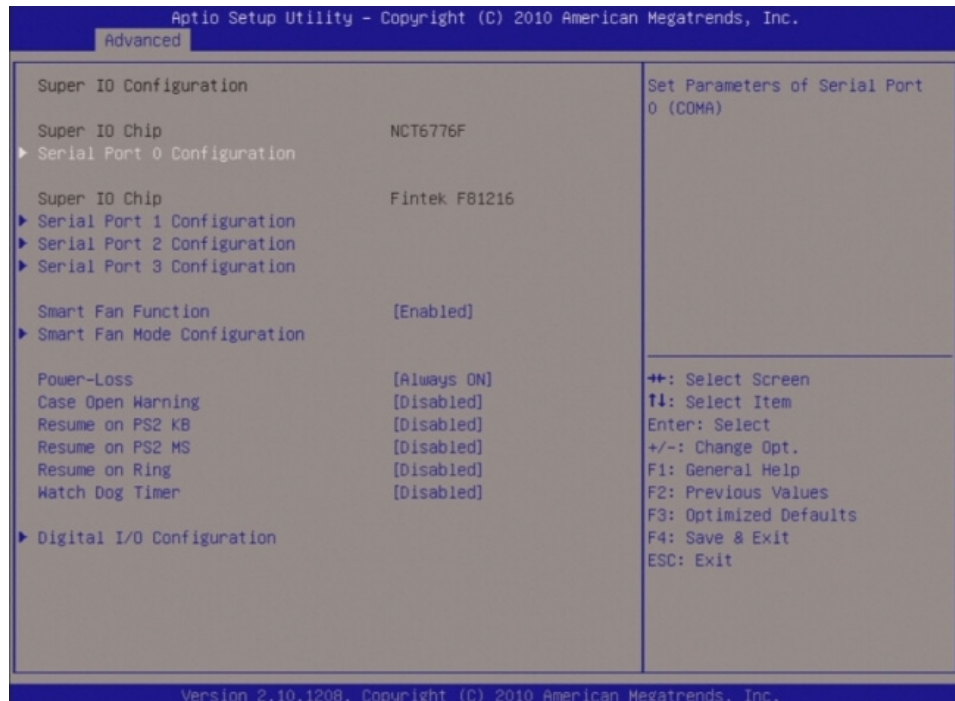 Aptio Setup Utility – Copyright (C) 2010 American Megatrends, Inc.
Advanced
Super IO Configuration
Super IO Chip NCT6776F
► Serial Port 0 Configuration
Super IO Chip Fintek F81216
► Serial Port 1 Configuration
► Serial Port 2 Configuration
► Serial Port 3 Configuration
Smart Fan Function [Enabled]
► Smart Fan Mode Configuration
Power-Loss [Always ON]
Case Open Warning [Disabled]
Resume on PS2 KB [Disabled]
Resume on PS2 MS [Disabled]
Resume on Ring [Disabled]
Watch Dog Timer [Disabled]
► Digital I/O Configuration
Set Parameters of Serial Port
0 (COMA)
→←: Select Screen
↑↓: Select Item
Enter: Select
+/-: Change Opt.
F1: General Help
F2: Previous Values
F3: Optimized Defaults
F4: Save & Exit
ESC: Exit
Version 2.10.1208. Copyright (C) 2010 American Megatrends, Inc.